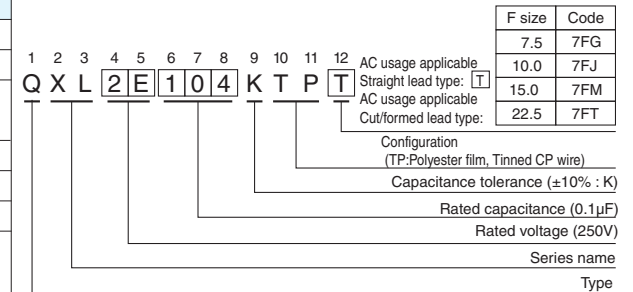 F size Code
7.5 7FG
10.0 7FJ
15.0 7FM
22.5 7FT
1 2 3 4 5 6 7 8 9 10 11 12
Q X L 2 E 1 0 4 K T P T
AC usage applicable
Straight lead type: T
AC usage applicable
Cut/formed lead type:
Configuration
(TP:Polyester film, Tinned CP wire)
Capacitance tolerance (±10% : K)
Rated capacitance (0.1µF)
Rated voltage (250V)
Series name
Type